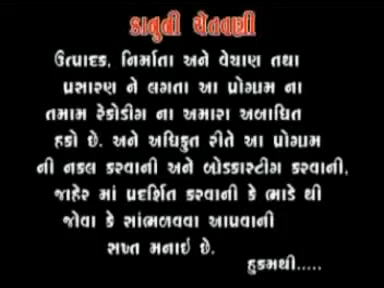 કાનુની ચેતવણી
ઉત્પાદક, નિર્માતા અને વેચાણ તથા
પ્રસારણ ને લગતા આ પ્રોગ્રામ ના
તમામ રેકોડીગ ના અમારા અબાધિત
હકો છે. અને અધિકુત રીતે આ પ્રોગ્રામ
ની નકલ કરવાની અને બ્રોડકાસ્ટીગ કરવાની,
જાહેર માં પ્રદર્શિત કરવાની કે ભાડે થી
જોવા કે સાંભળવવા આપવાની
સખ્ત મનાઇ છે.
હુકમથી.....